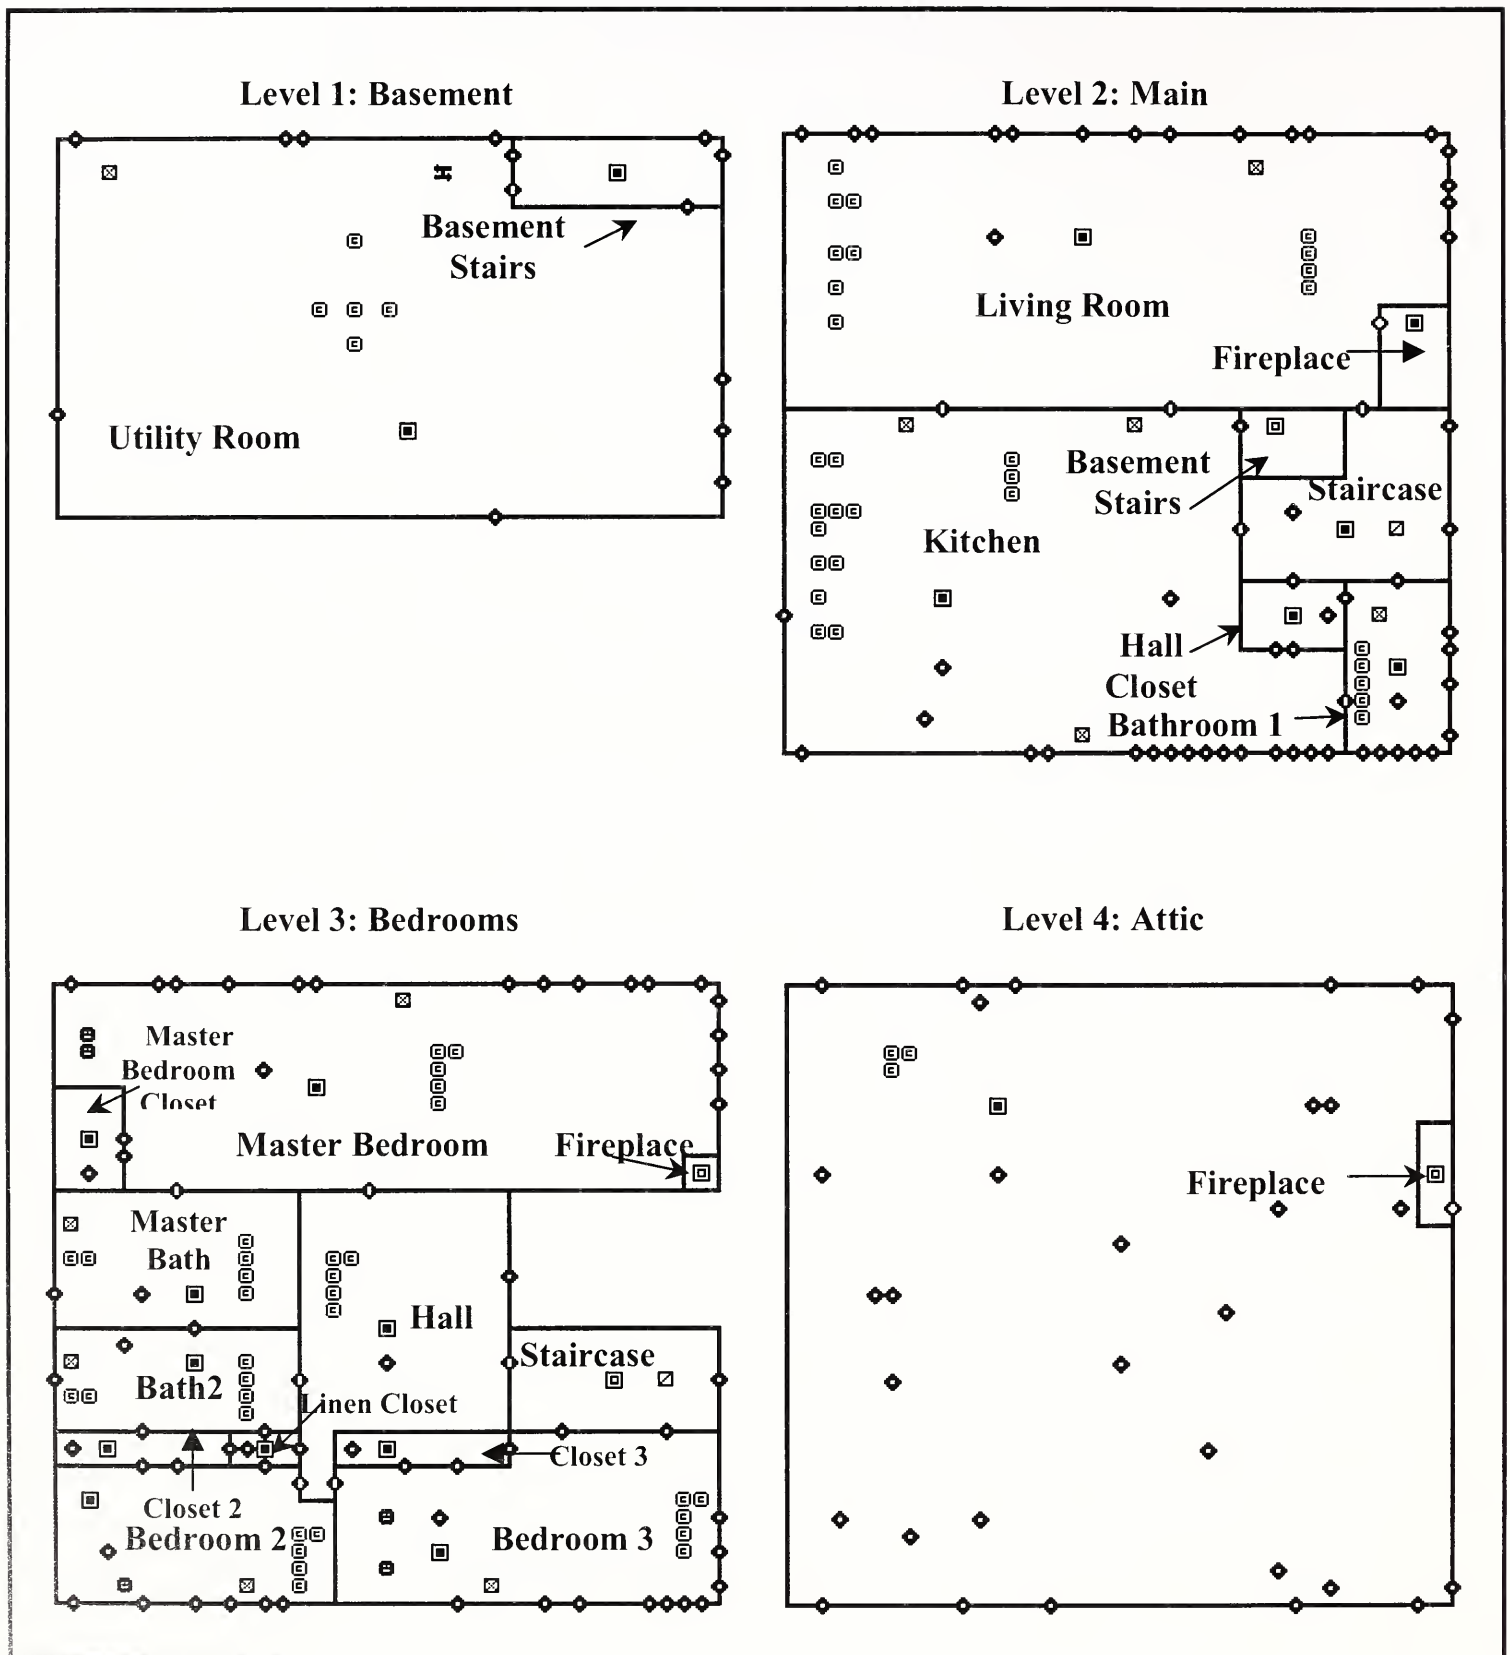 Level 1: Basement
Basement
Stairs
Utility Room
Level 2: Main
Living Room
Fireplace
Basement
Stairs
Staircase
Kitchen
Hall
Closet
Bathroom 1
Level 3: Bedrooms
Master
Bedroom
Closet
Master Bedroom
Fireplace
Master
Bath
Hall
Staircase
Bath2
Linen Closet
Closet 3
Closet 2
Bedroom 2
Bedroom 3
Level 4: Attic
Fireplace